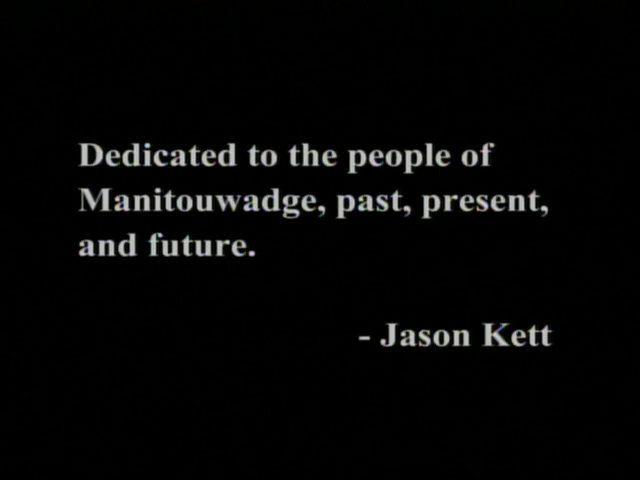 Dedicated to the people of
Manitouwadge, past, present,
and future.
- Jason Kett